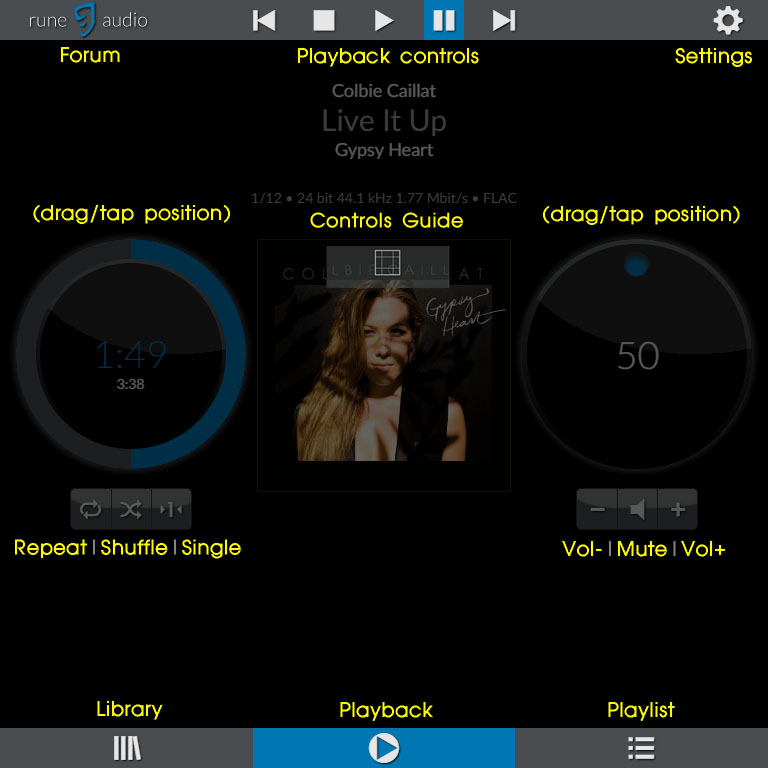 rune audio
Forum
Playback controls
Settings
Colbie Caillat
Live It Up
Gypsy Heart
1/12 • 24 bit 44.1 kHz 1.77 Mbit/s • FLAC
(drag/tap position)
Controls Guide
(drag/tap position)
COLBIE CAILLAT
Gypsy
Heart
1:49
3:38
50
1
Repeat | Shuffle | Single
Vol- | Mute | Vol+
Library
Playback
Playlist